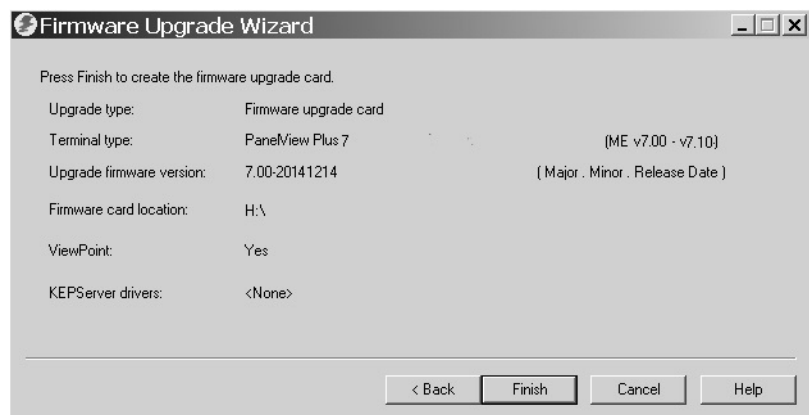 Firmware Upgrade Wizard
Press Finish to create the firmware upgrade card.
Upgrade type: Firmware upgrade card
Terminal type: PanelView Plus 7 (ME v7.00 - v7.10)
Upgrade firmware version: 7.00-20141214 ( Major . Minor . Release Date )
Firmware card location: H:\
ViewPoint: Yes
KEPServer drivers: <None>
< Back Finish Cancel Help